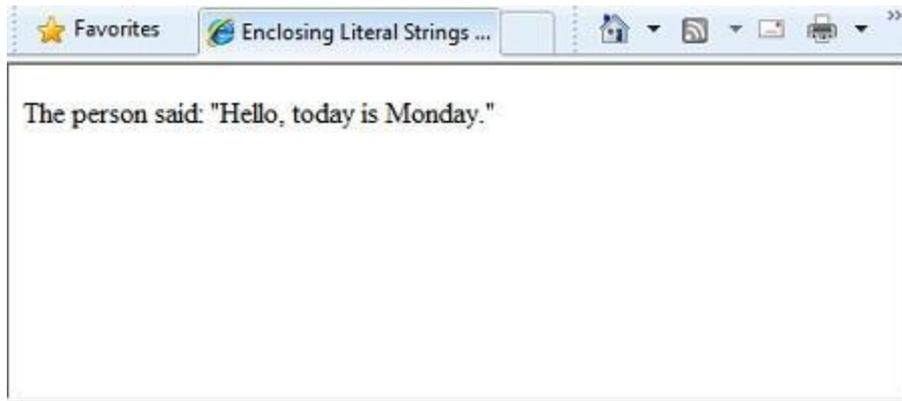 Favorites
Enclosing Literal Strings ...
The person said: "Hello, today is Monday."